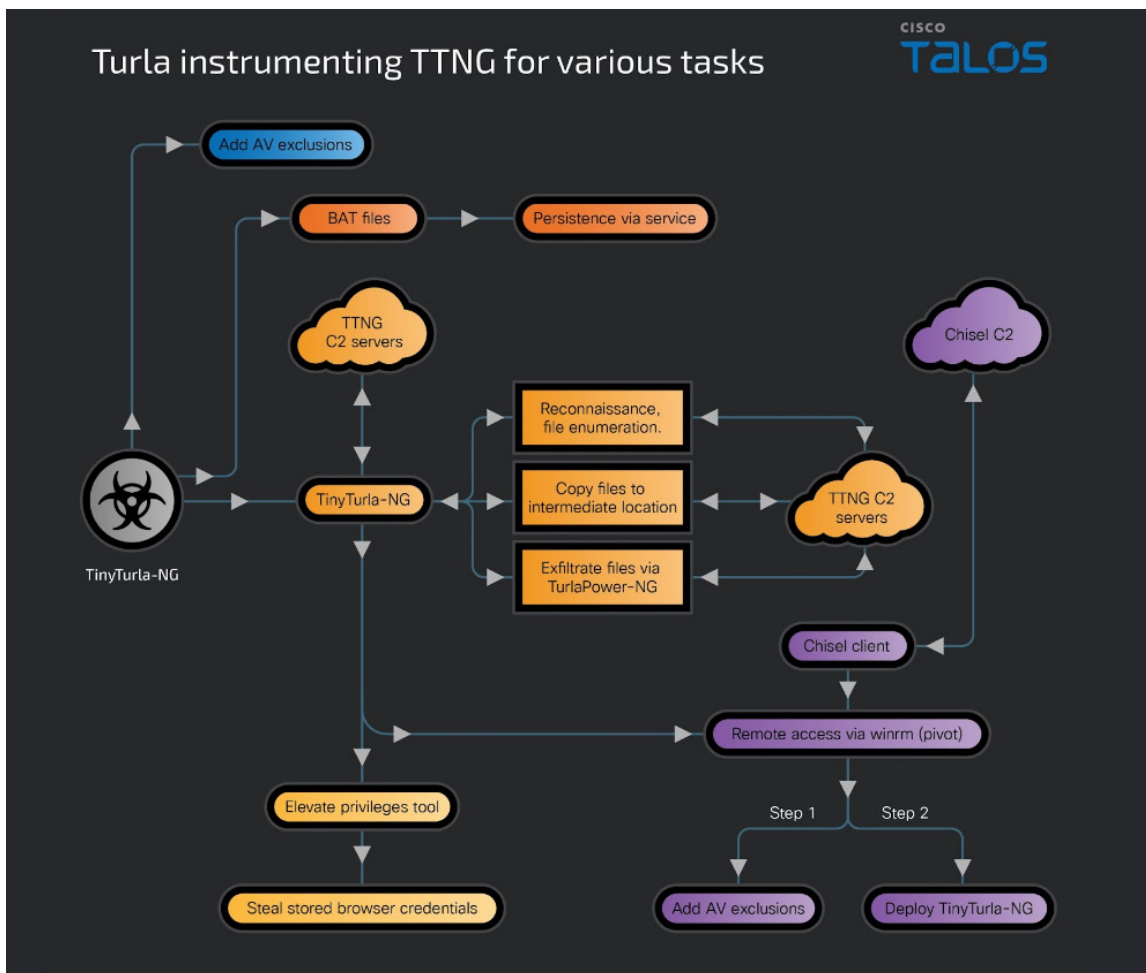 CISCO
TALOS
Turla instrumenting TTNG for various tasks
Add AV exclusions
BAT files
Persistence via service
TTNG
C2 servers
Chisel C2
Reconnaissance,
file enumeration.
TinyTurla-NG
Copy files to
intermediate location
TTNG C2
servers
TinyTurla-NG
Exfiltrate files via
TurlaPower-NG
Chisel client
Remote access via winrm (pivot)
Elevate privileges tool
Step 1
Step 2
Steal stored browser credentials
Add AV exclusions
Deploy TinyTurla-NG